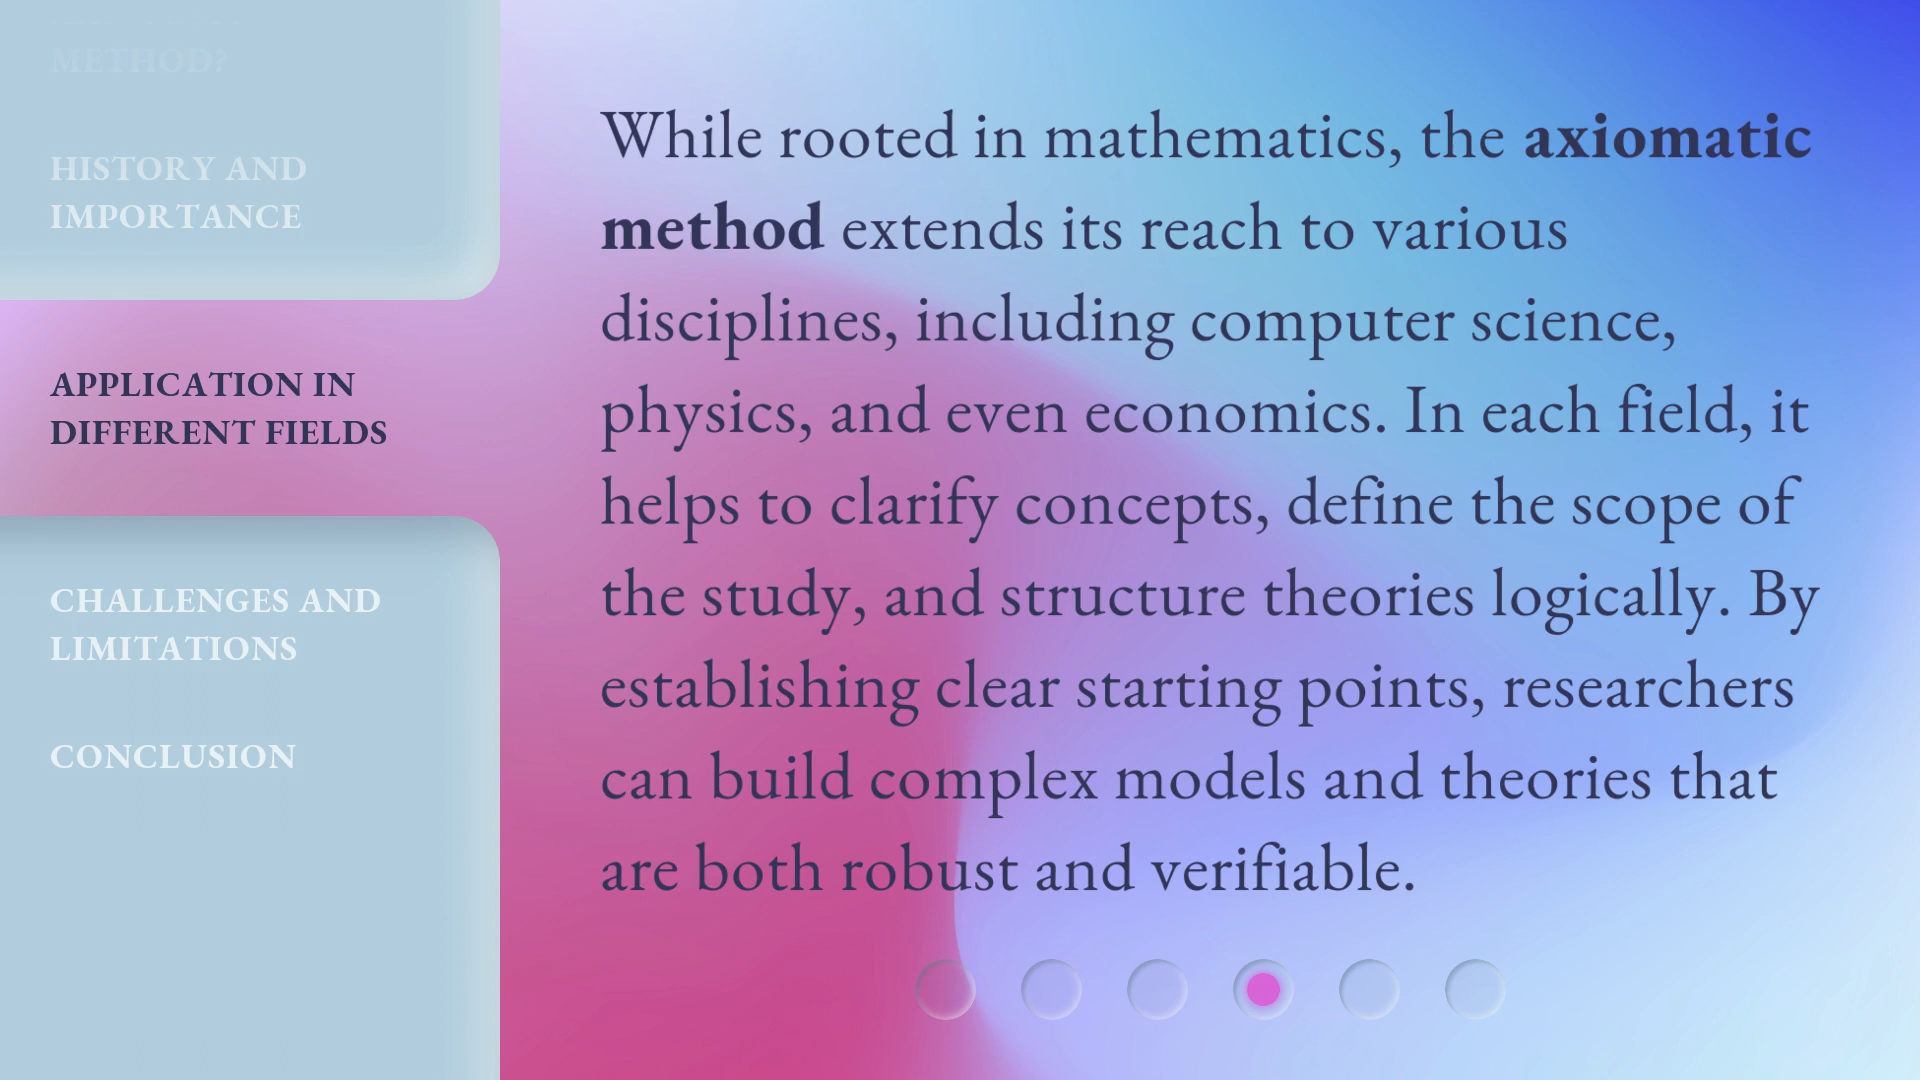 METHOD?
HISTORY AND
IMPORTANCE
APPLICATION IN
DIFFERENT FIELDS
CHALLENGES AND
LIMITATIONS
CONCLUSION
While rooted in mathematics, the axiomatic
method extends its reach to various
disciplines, including computer science,
physics, and even economics. In each field, it
helps to clarify concepts, define the scope of
the study, and structure theories logically. By
establishing clear starting points, researchers
can build complex models and theories that
are both robust and verifiable.